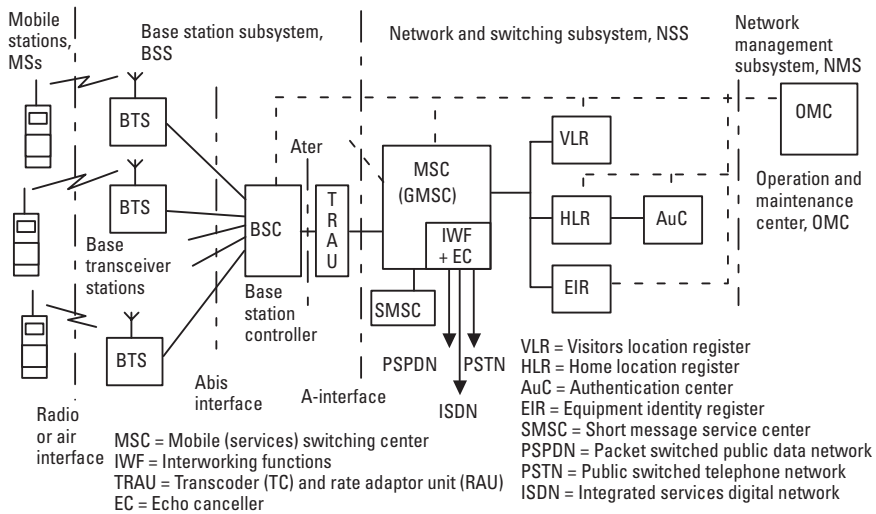 Mobile
stations,
MSs
Base station subsystem,
BSS
Network and switching subsystem, NSS
Network
management
subsystem, NMS
BTS
BTS
BTS
Base
transceiver
stations
Ater
BSC
Base
station
controller
T
R
A
U
MSC
(GMSC)
IWF
+ EC
SMSC
VLR
HLR
AuC
EIR
OMC
Operation and
maintenance
center, OMC
PSPDN
PSTN
ISDN
Radio
or air
interface
Abis
interface
A-interface
MSC = Mobile (services) switching center
IWF = Interworking functions
TRAU = Transcoder (TC) and rate adaptor unit (RAU)
EC = Echo canceller
VLR = Visitors location register
HLR = Home location register
AuC = Authentication center
EIR = Equipment identity register
SMSC = Short message service center
PSPDN = Packet switched public data network
PSTN = Public switched telephone network
ISDN = Integrated services digital network